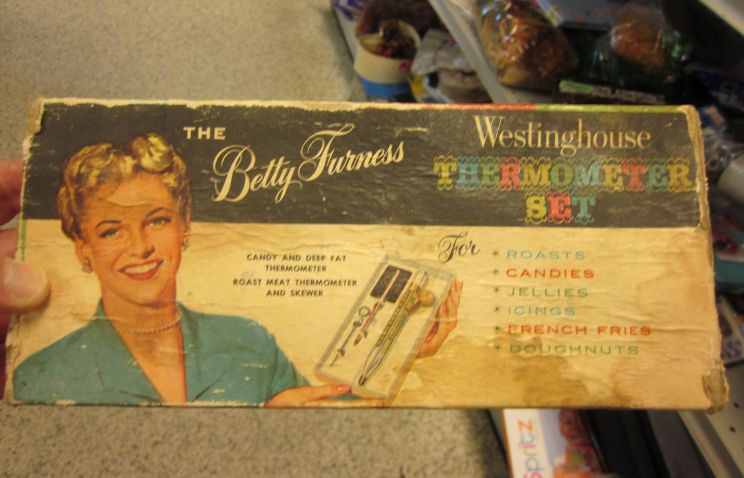 THE
Betty Furness
Westinghouse
THERMOMETER
SET
CANDY AND DEEP FAT
THERMOMETER
ROAST MEAT THERMOMETER
AND SKEWER
For
* ROASTS
* CANDIES
* JELLIES
* ICINGS
* FRENCH FRIES
* DOUGHNUTS
spritz